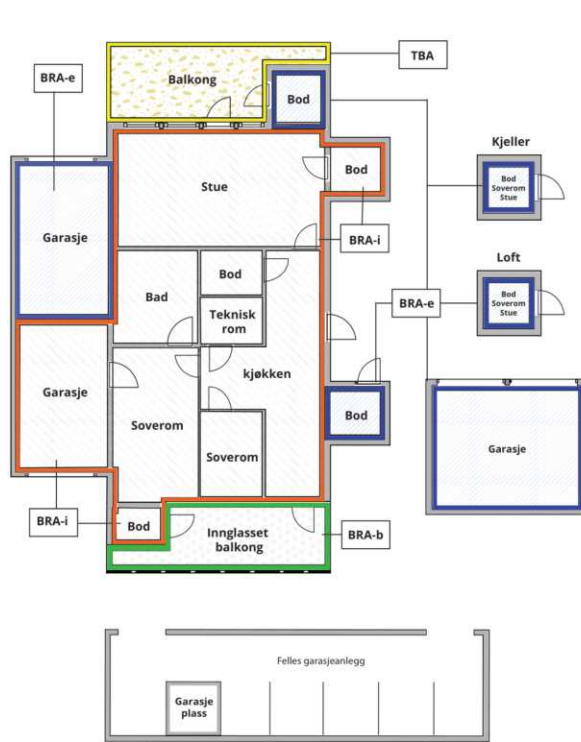 TBA
BRA-e
Balkong
Bod
Kjeller
Bod
Soverom
Stue
Bod
Stue
Garasje
BRA-i
Loft
Bod
Bod
Soverom
Stue
Bad
BRA-e
Teknisk
rom
kjøkken
Garasje
Bod
Soverom
Garasje
Soverom
BRA-i
Bod
Innglasset
balkong
BRA-b
Felles garasjeanlegg
Garasje
plass